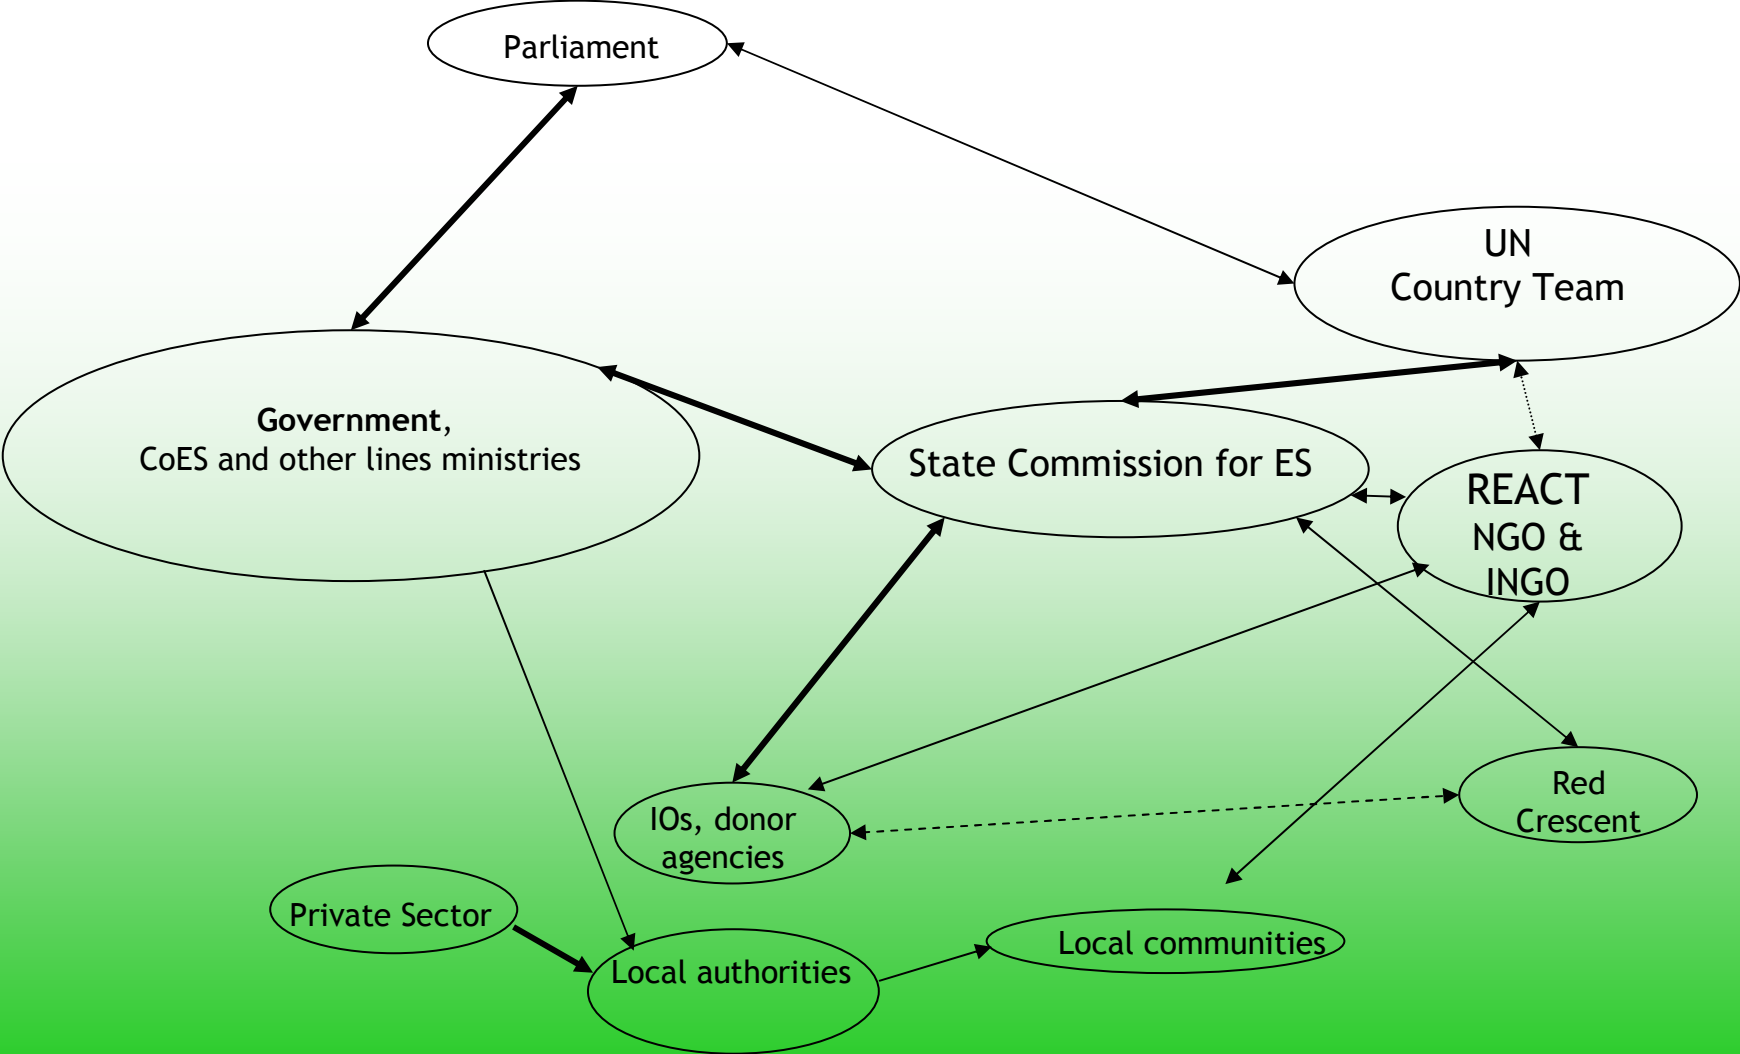 Parliament
UN
Country Team
Government,
CoES and other lines ministries
State Commission for ES
REACT
NGO &
INGO
Red
Crescent
IOs, donor
agencies
Private Sector
Local communities
Local authorities